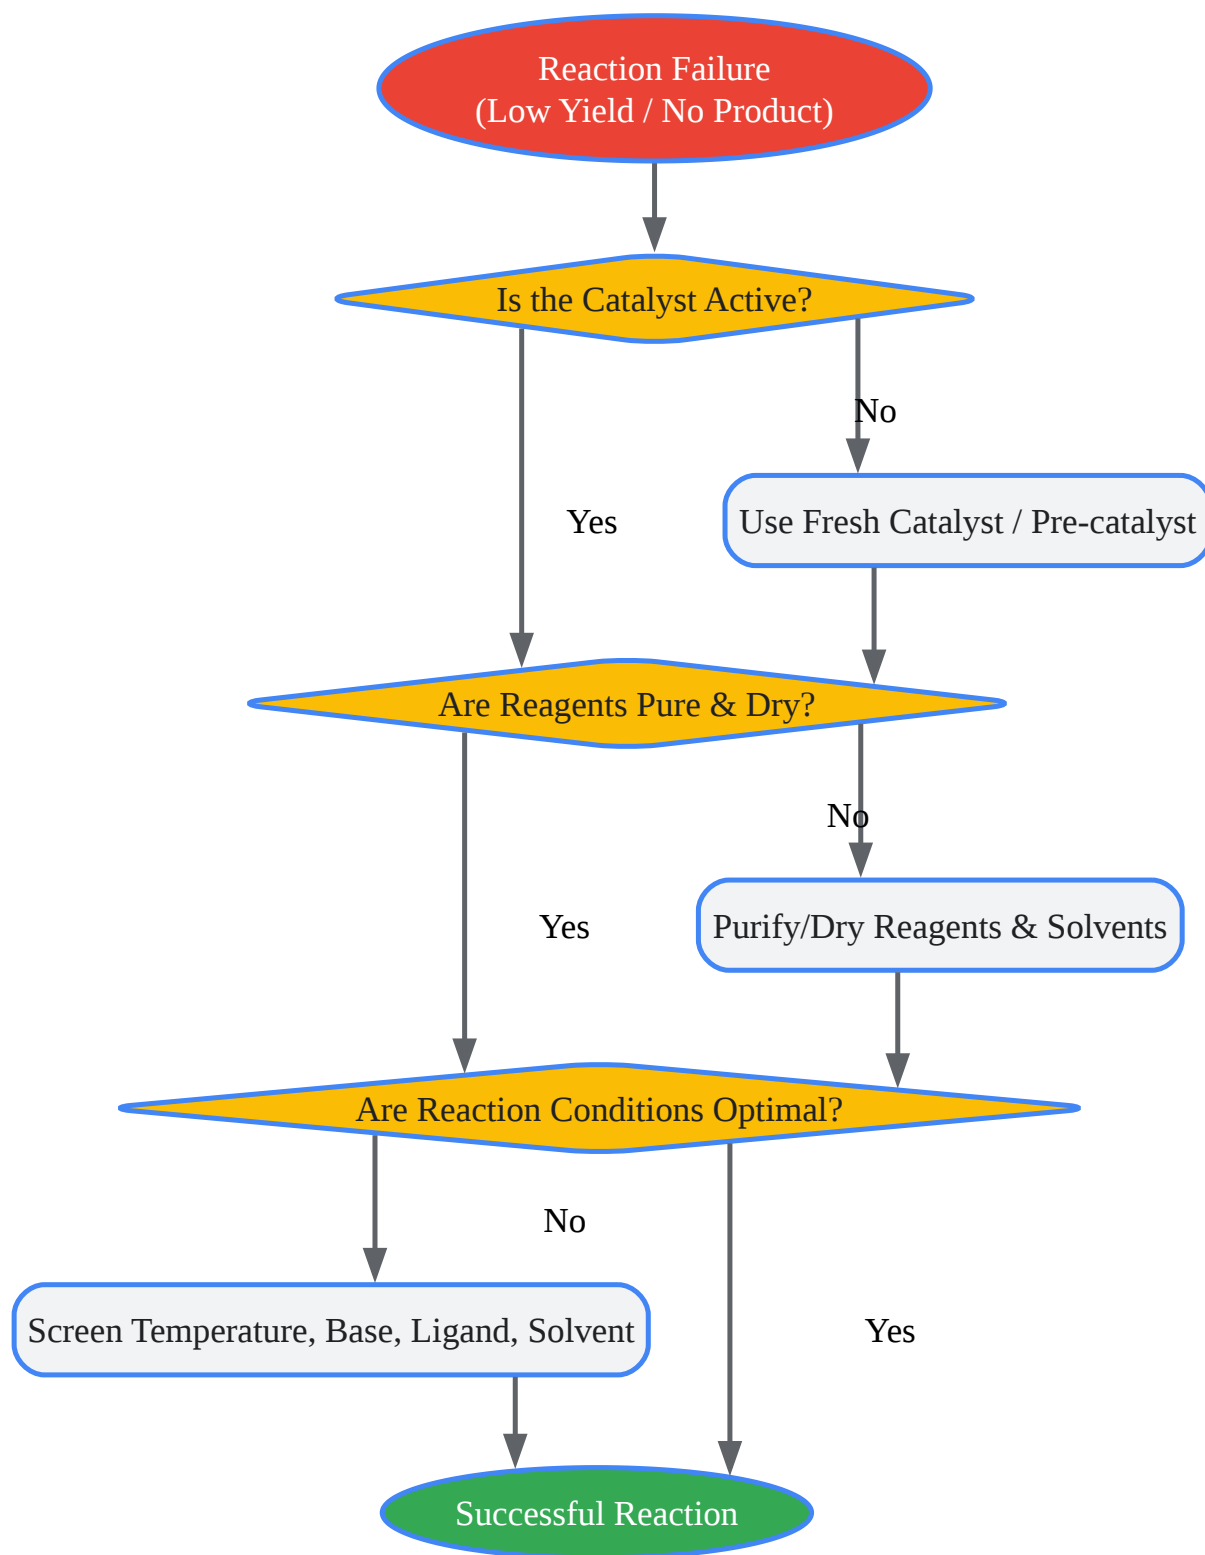 Reaction Failure
(Low Yield / No Product)
Is the Catalyst Active?
No
Yes
Use Fresh Catalyst / Pre-catalyst
Are Reagents Pure & Dry?
No
Yes
Purify/Dry Reagents & Solvents
Are Reaction Conditions Optimal?
No
Screen Temperature, Base, Ligand, Solvent
Yes
Successful Reaction